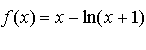 f(x) = x − ln(x + 1)